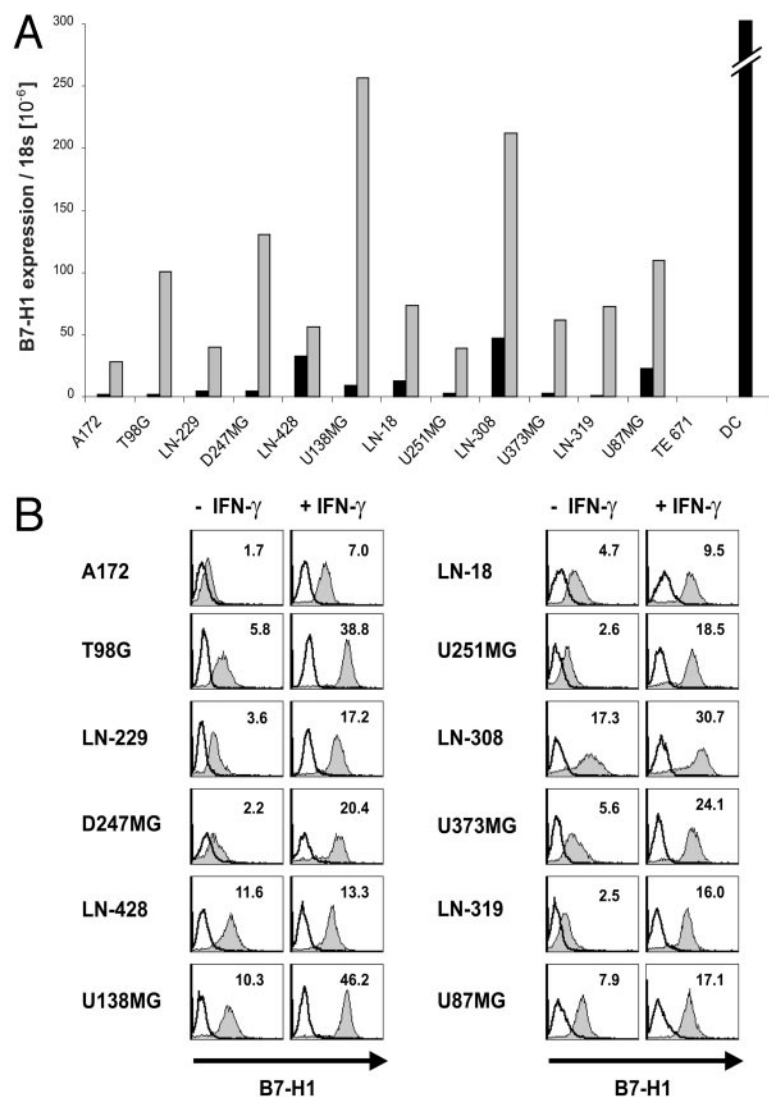 A
B7-H1 expression / 18s [10-6]
300
250
200
150
100
50
0
A172
T98G
LN-229
D247MG
LN-428
U138MG
LN-18
U251MG
LN-308
U373MG
LN-319
U87MG
TE 671
DC
B
- IFN-γ + IFN-γ
A172 1.7 7.0
T98G 5.8 38.8
LN-229 3.6 17.2
D247MG 2.2 20.4
LN-428 11.6 13.3
U138MG 10.3 46.2
B7-H1
- IFN-γ + IFN-γ
LN-18 4.7 9.5
U251MG 2.6 18.5
LN-308 17.3 30.7
U373MG 5.6 24.1
LN-319 2.5 16.0
U87MG 7.9 17.1
B7-H1